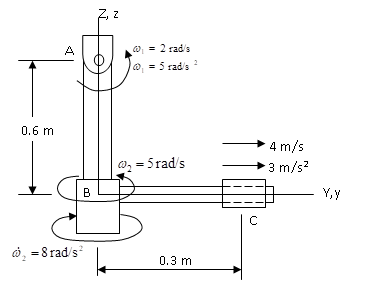 Z, z
A
ω₁ = 2 rad/s
ω̇₁ = 5 rad/s ²
0.6 m
4 m/s
3 m/s²
ω₂ = 5 rad/s
B
Y,y
C
ω̇₂ = 8 rad/s²
0.3 m